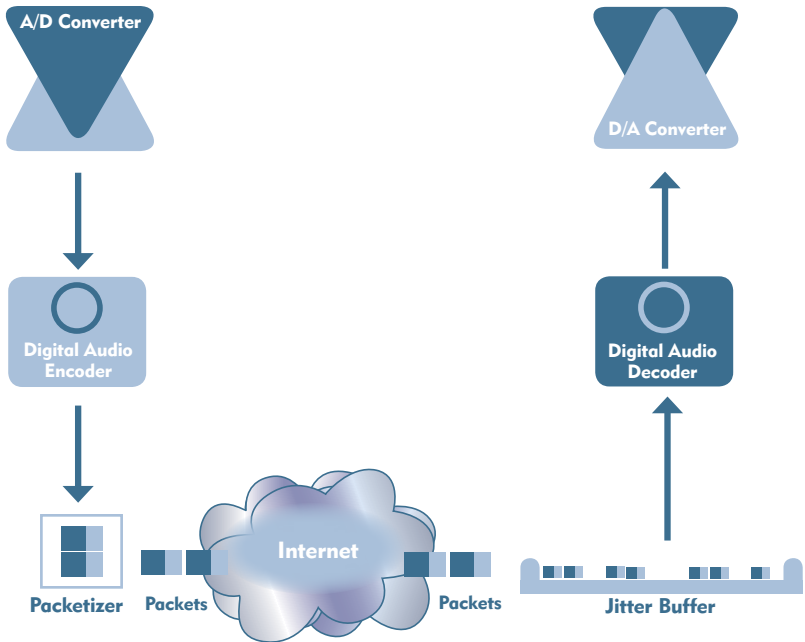 A/D Converter
D/A Converter
Digital Audio
Encoder
Digital Audio
Decoder
Internet
Packetizer
Packets
Packets
Jitter Buffer